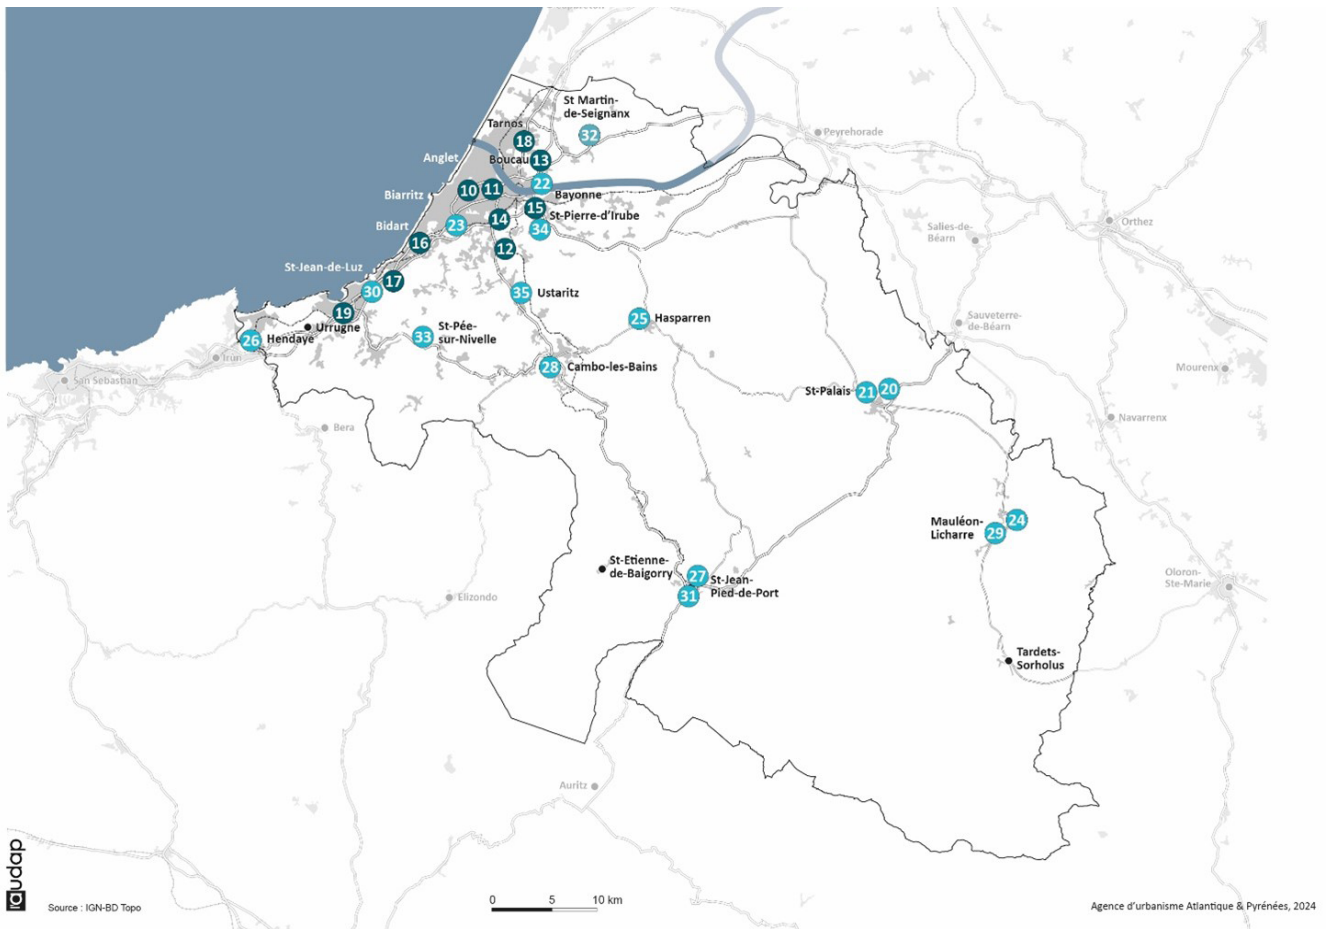 St Martin-
de-Seignanx
Tarnos
32
18
Peyrehorade
Anglet
Boucau
13
22
10
11
Biarritz
Bayonne
15
St-Pierre-d'Irube
14
Bidart
23
34
Orthez
Salies-de-
Béarn
16
12
St-Jean-de-Luz
17
30
35
Ustaritz
19
25
Hasparren
Sauveterre-
de-Béarn
Urrugne
26
Hendaye
33
St-Pée-
sur-Nivelle
Irun
28
Cambo-les-Bains
Mourenx
San Sebastian
St-Palais
21
20
Navarrenx
Bera
Mauléon-
Licharre
24
29
St-Etienne-
de-Baigorry
27
St-Jean-
Pied-de-Port
31
Oloron-
Ste-Marie
Elizondo
Tardets-
Sorholus
Auritz
l'audap
Source : IGN-BD Topo
0 5 10 km
Agence d'urbanisme Atlantique & Pyrénées, 2024